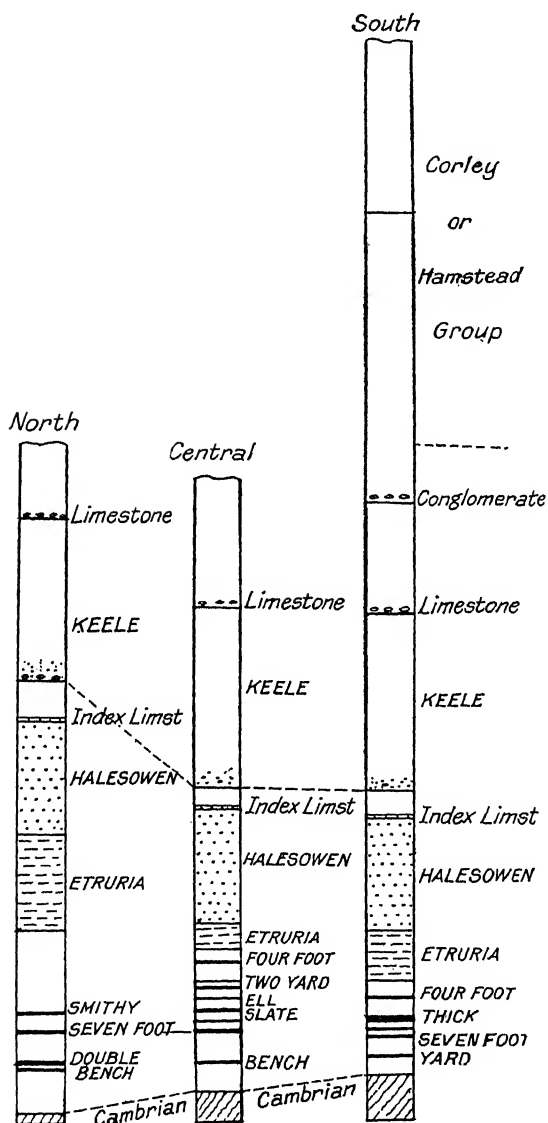 South
Corley
or
Hamstead
Group
Conglomerate
Limestone
KEELE
Index Limst
HALESOWEN
ETRURIA
FOUR FOOT
THICK
SEVEN FOOT
YARD
North
Limestone
KEELE
Index Limst
HALESOWEN
ETRURIA
SMITHY
SEVEN FOOT
DOUBLE
BENCH
Cambrian
Central
Limestone
KEELE
Index Limst
HALESOWEN
ETRURIA
FOUR FOOT
TWO YARD
ELL
SLATE
BENCH
Cambrian